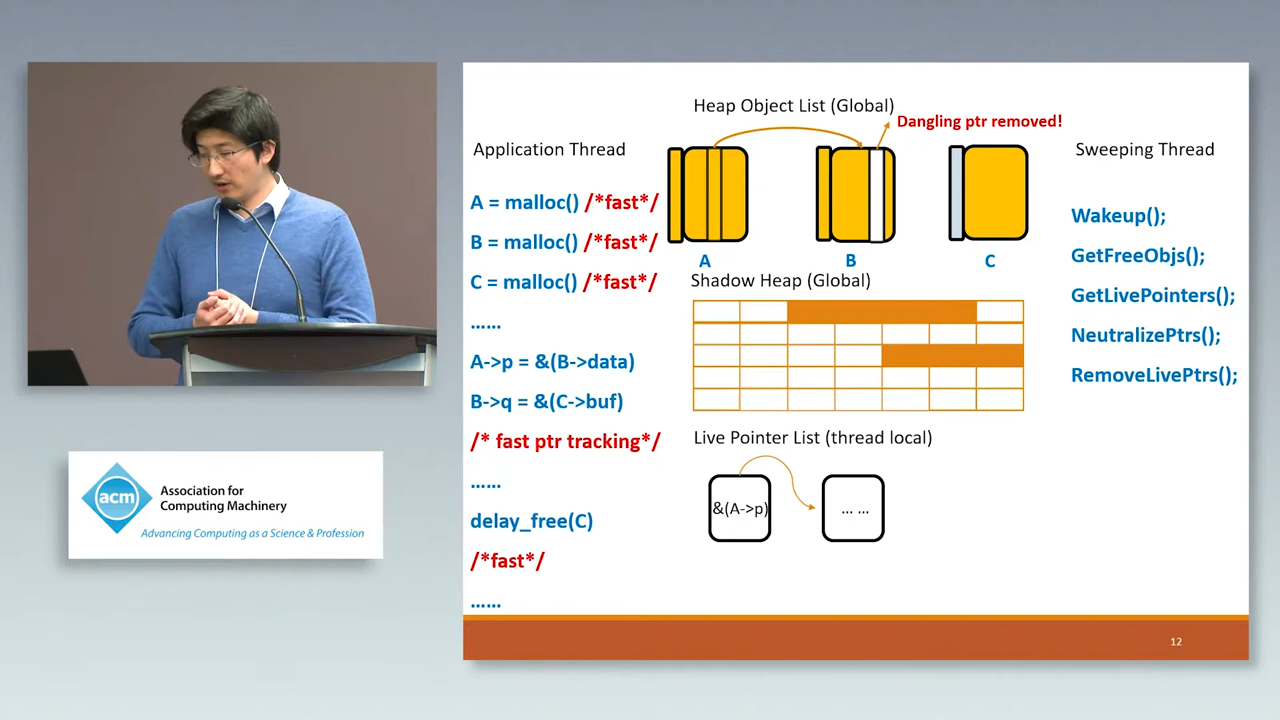 Heap Object List (Global)
Dangling ptr removed!
Application Thread
Sweeping Thread
A = malloc() /*fast*/
B = malloc() /*fast*/
C = malloc() /*fast*/
......
A->p = &(B->data)
B->q = &(C->buf)
/* fast ptr tracking*/
......
delay_free(C)
/*fast*/
......
A
B
C
Shadow Heap (Global)
Live Pointer List (thread local)
&(A->p)
... ...
Wakeup();
GetFreeObjs();
GetLivePointers();
NeutralizePtrs();
RemoveLivePtrs();
12
acm
Association for
Computing Machinery
Advancing Computing as a Science & Profession